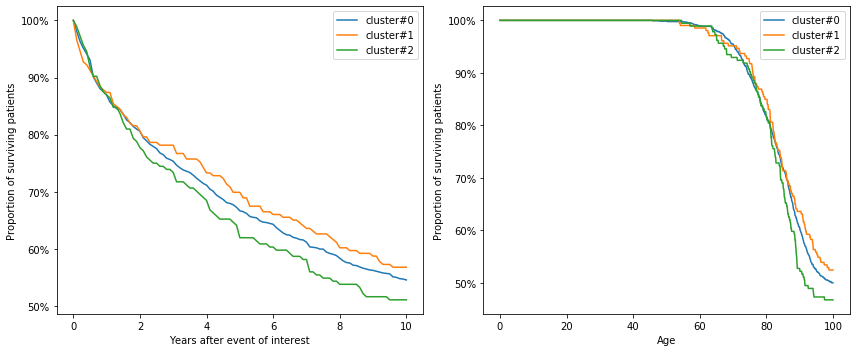 100%
90%
80%
70%
60%
50%
Proportion of surviving patients
0
2
4
6
8
10
Years after event of interest
cluster#0
cluster#1
cluster#2
100%
90%
80%
70%
60%
50%
Proportion of surviving patients
0
20
40
60
80
100
Age
cluster#0
cluster#1
cluster#2